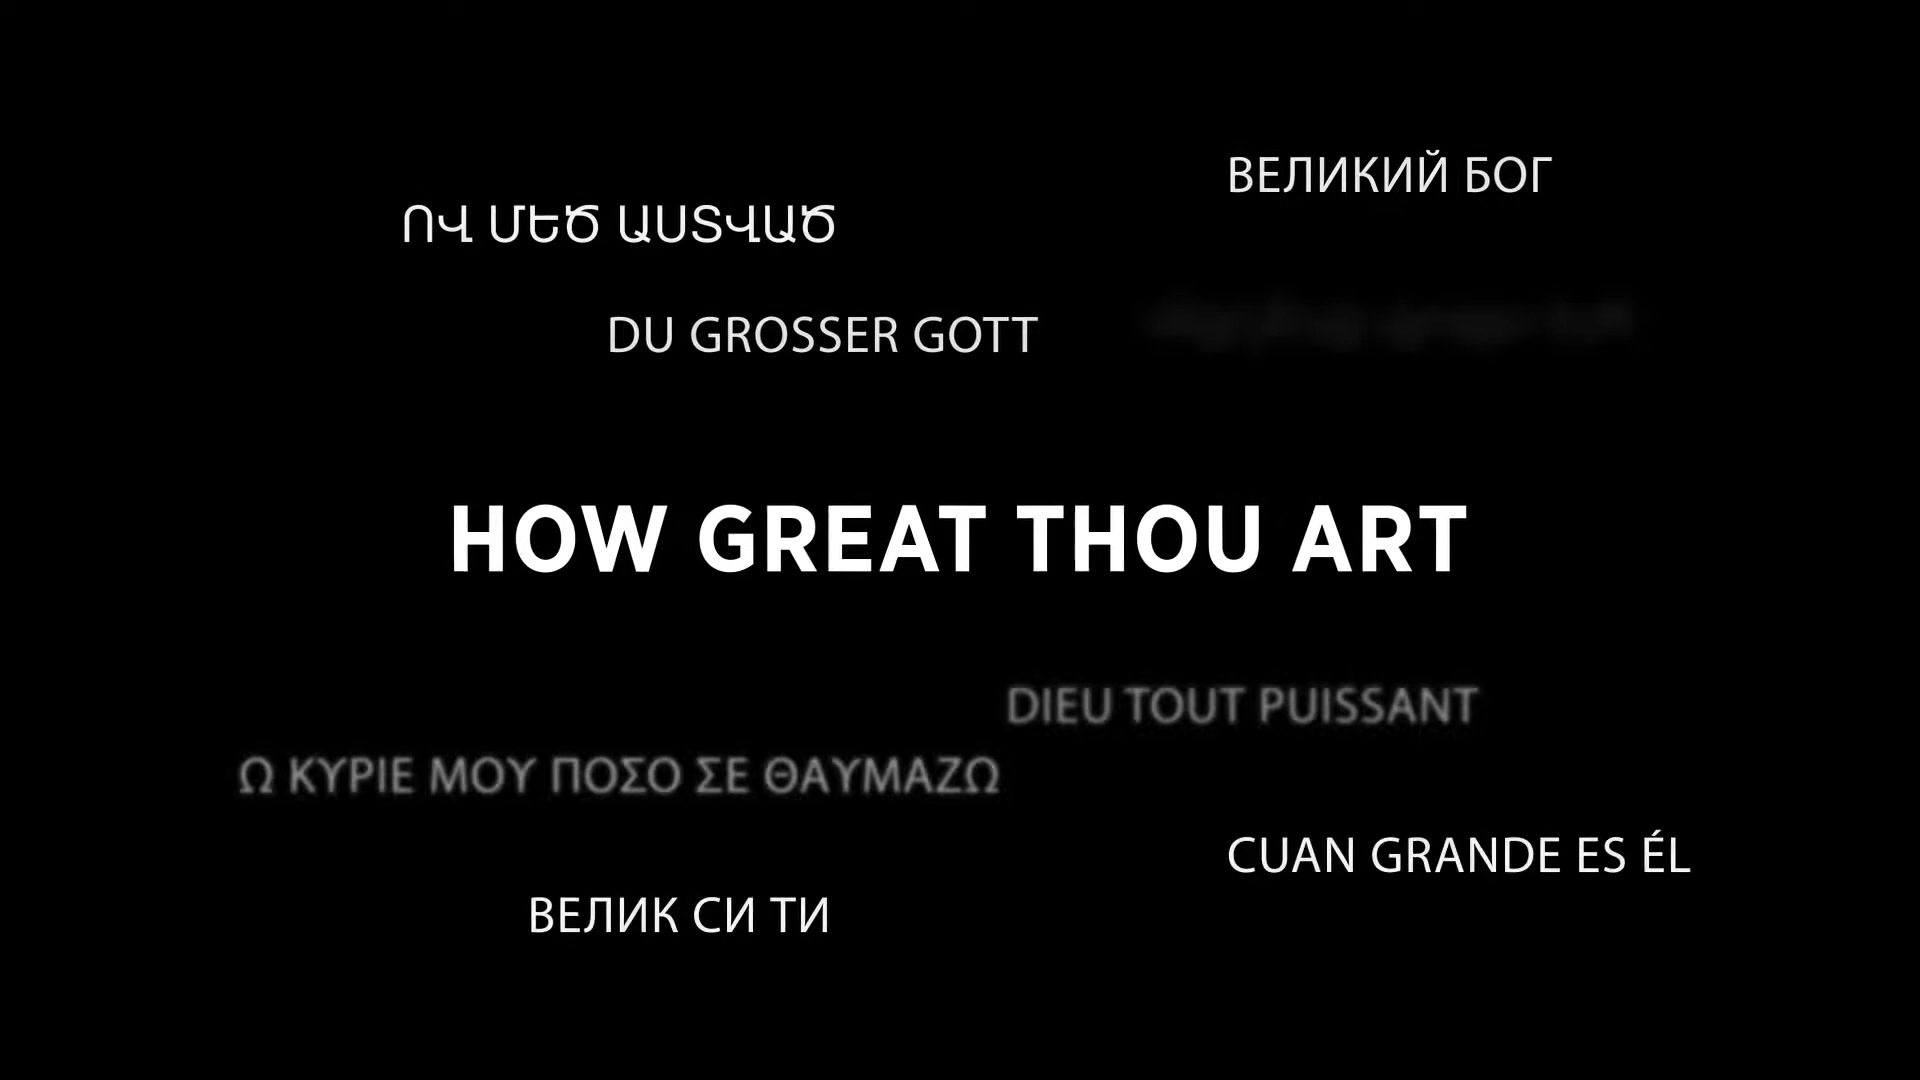 ВЕЛИКИЙ БОГ
ՈՎ ՄԵԾ ԱՍՏՎԱԾ
DU GROSSER GOTT
HOW GREAT THOU ART
DIEU TOUT PUISSANT
Ω ΚΥΡΙΕ ΜΟΥ ΠΟΣΟ ΣΕ ΘΑΥΜΑΖΩ
CUAN GRANDE ES ÉL
ВЕЛИК СИ ТИ